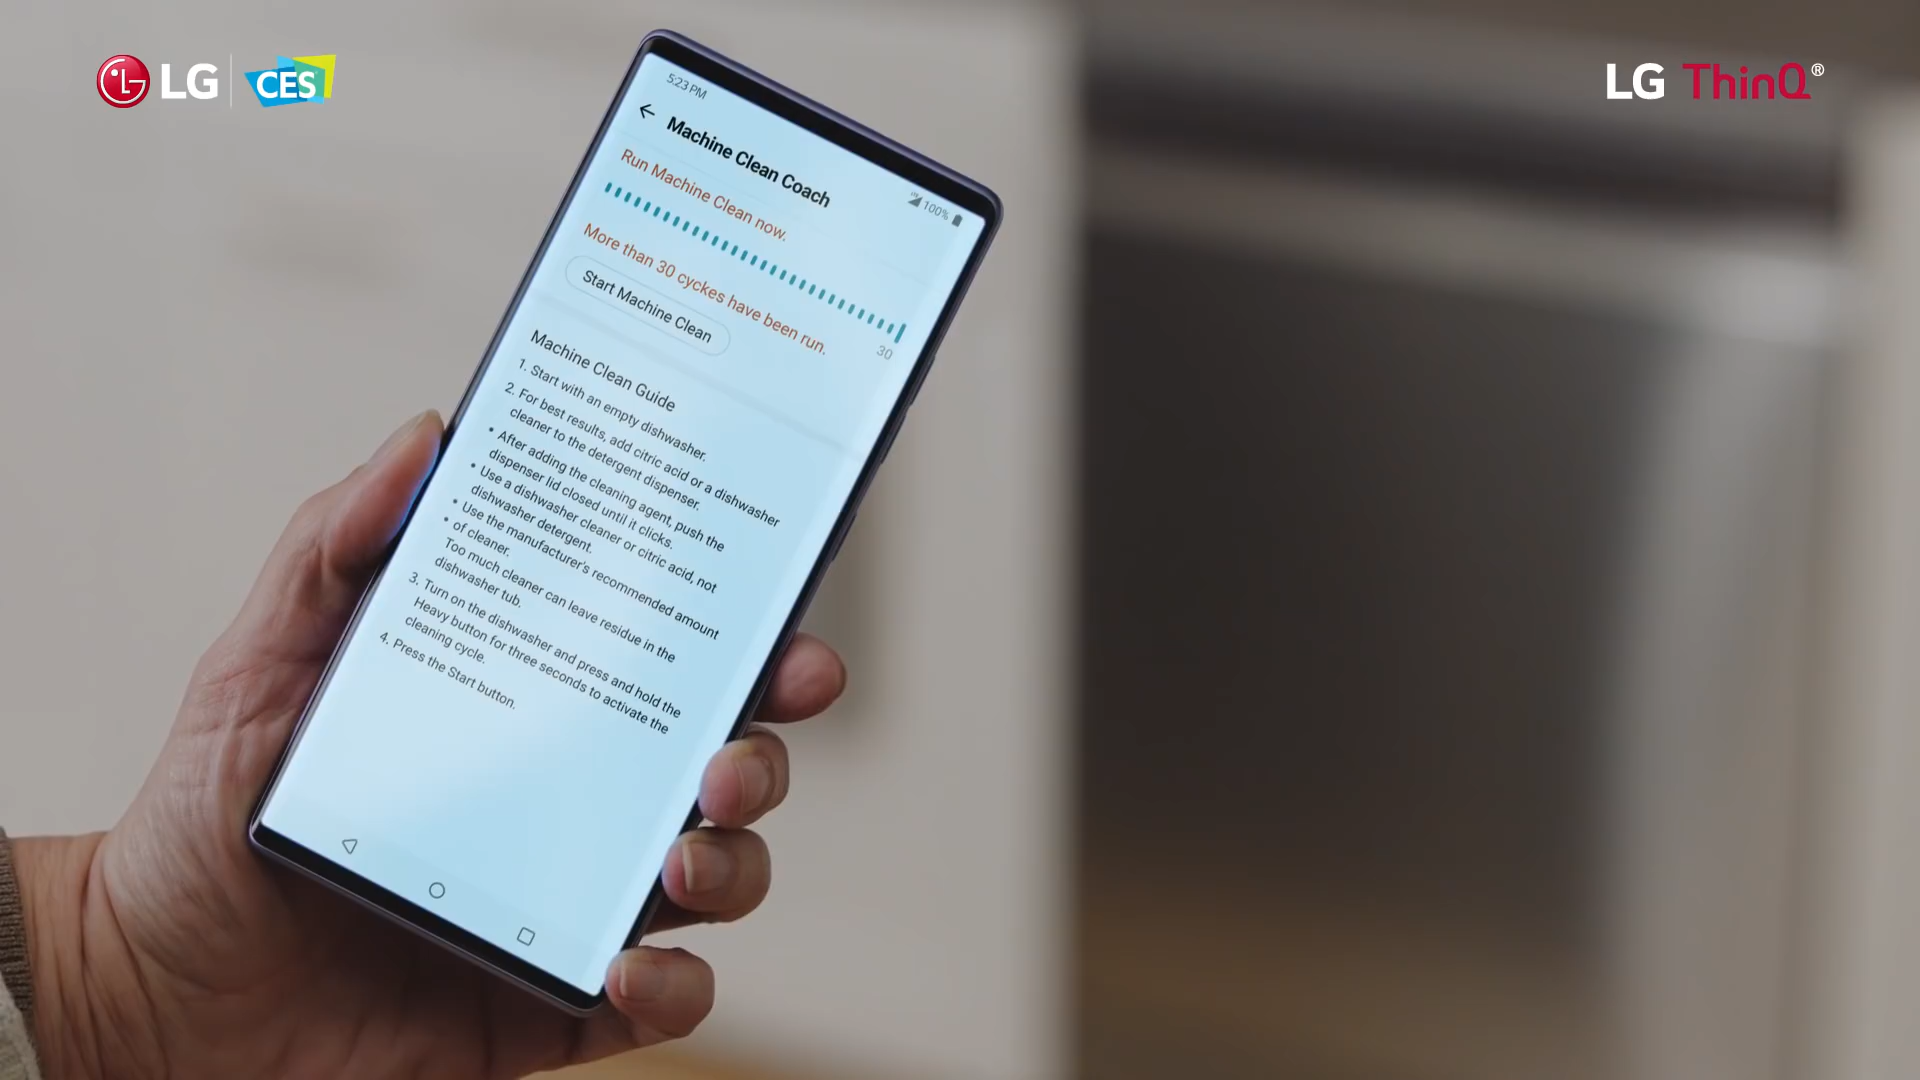 LG
CES
LG ThinQ®
5:23 PM
100%
Machine Clean Coach
Run Machine Clean now.
30
More than 30 cyckes have been run.
Start Machine Clean
Machine Clean Guide
1. Start with an empty dishwasher.
2. For best results, add citric acid or a dishwasher
cleaner to the detergent dispenser.
• After adding the cleaning agent, push the
dispenser lid closed until it clicks.
• Use a dishwasher cleaner or citric acid, not
dishwasher detergent.
• Use the manufacturer's recommended amount
• of cleaner.
Too much cleaner can leave residue in the
dishwasher tub.
3. Turn on the dishwasher and press and hold the
Heavy button for three seconds to activate the
cleaning cycle.
4. Press the Start button.